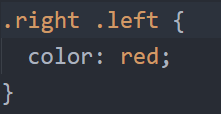 .right .left {
  color: red;
}